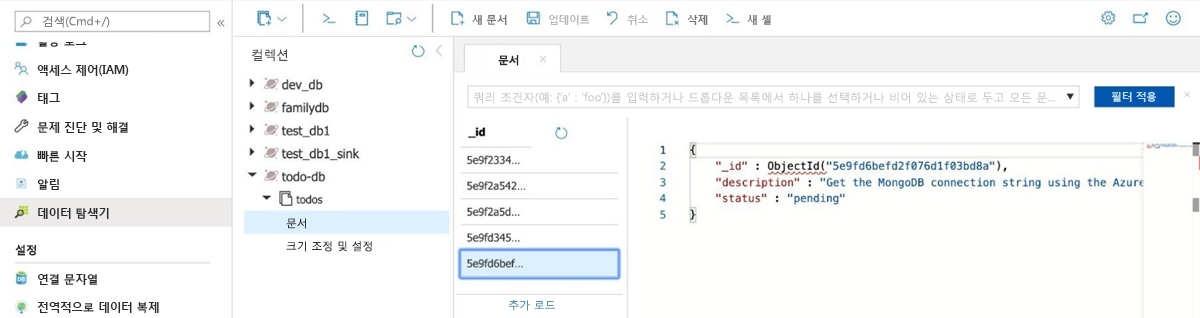 검색(Cmd+/)
활동 로그
액세스 제어(IAM)
태그
문제 진단 및 해결
빠른 시작
알림
데이터 탐색기
설정
연결 문자열
전역적으로 데이터 복제
새 문서
업데이트
취소
삭제
새 셸
컬렉션
dev_db
familydb
test_db1
test_db1_sink
todo-db
todos
문서
크기 조정 및 설정
문서
쿼리 조건자(예: {'a' : 'foo'})를 입력하거나 드롭다운 목록에서 하나를 선택하거나 비어 있는 상태로 두고 모든 문...
필터 적용
_id
5e9f2334...
5e9f2a542...
5e9f2a5d...
5e9fd345...
5e9fd6bef...
추가 로드
1 {
2 "_id" : ObjectId("5e9fd6befd2f076d1f03bd8a"),
3 "description" : "Get the MongoDB connection string using the Azure
4 "status" : "pending"
5 }